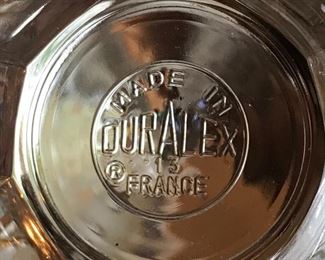 MADE IN
DURALEX
13
® FRANCE